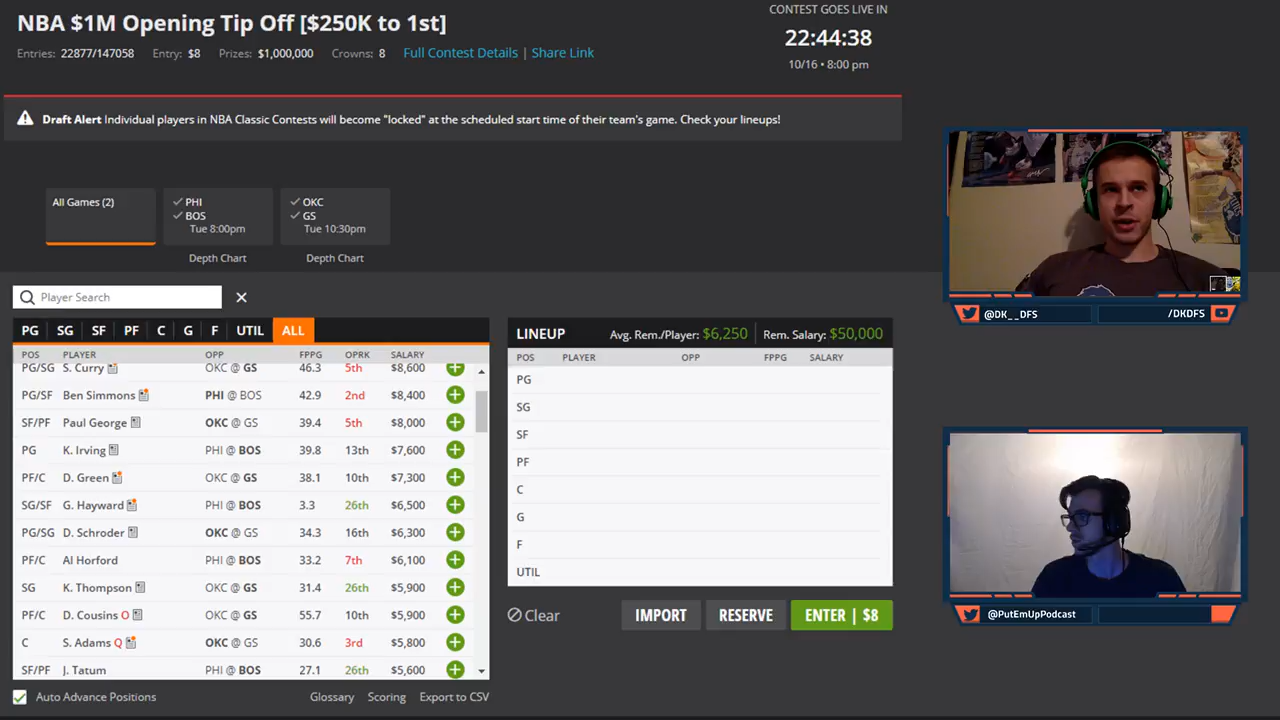 NBA $1M Opening Tip Off [$250K to 1st]
Entries: 22877/147058 Entry: $8 Prizes: $1,000,000 Crowns: 8 Full Contest Details | Share Link
CONTEST GOES LIVE IN
22:44:38
10/16 • 8:00 pm
Draft Alert Individual players in NBA Classic Contests will become "locked" at the scheduled start time of their team's game. Check your lineups!
All Games (2)
PHI
BOS
Tue 8:00pm
Depth Chart
OKC
GS
Tue 10:30pm
Depth Chart
Player Search
PG SG SF PF C G F UTIL ALL
POS PLAYER OPP FPPG OPRK SALARY
PG/SG S. Curry OKC @ GS 46.3 5th $8,600
PG/SF Ben Simmons PHI @ BOS 42.9 2nd $8,400
SF/PF Paul George OKC @ GS 39.4 5th $8,000
PG K. Irving PHI @ BOS 39.8 13th $7,600
PF/C D. Green OKC @ GS 38.1 10th $7,300
SG/SF G. Hayward PHI @ BOS 3.3 26th $6,500
PG/SG D. Schroder OKC @ GS 34.3 16th $6,300
PF/C Al Horford PHI @ BOS 33.2 7th $6,100
SG K. Thompson OKC @ GS 31.4 26th $5,900
PF/C D. Cousins O OKC @ GS 55.7 10th $5,900
C S. Adams Q OKC @ GS 30.6 3rd $5,800
SF/PF J. Tatum PHI @ BOS 27.1 26th $5,600
Auto Advance Positions Glossary Scoring Export to CSV
LINEUP Avg. Rem./Player: $6,250 Rem. Salary: $50,000
POS PLAYER OPP FPPG SALARY
PG
SG
SF
PF
C
G
F
UTIL
Clear IMPORT RESERVE ENTER | $8
@DK__DFS /DKDFS
@PutEmUpPodcast